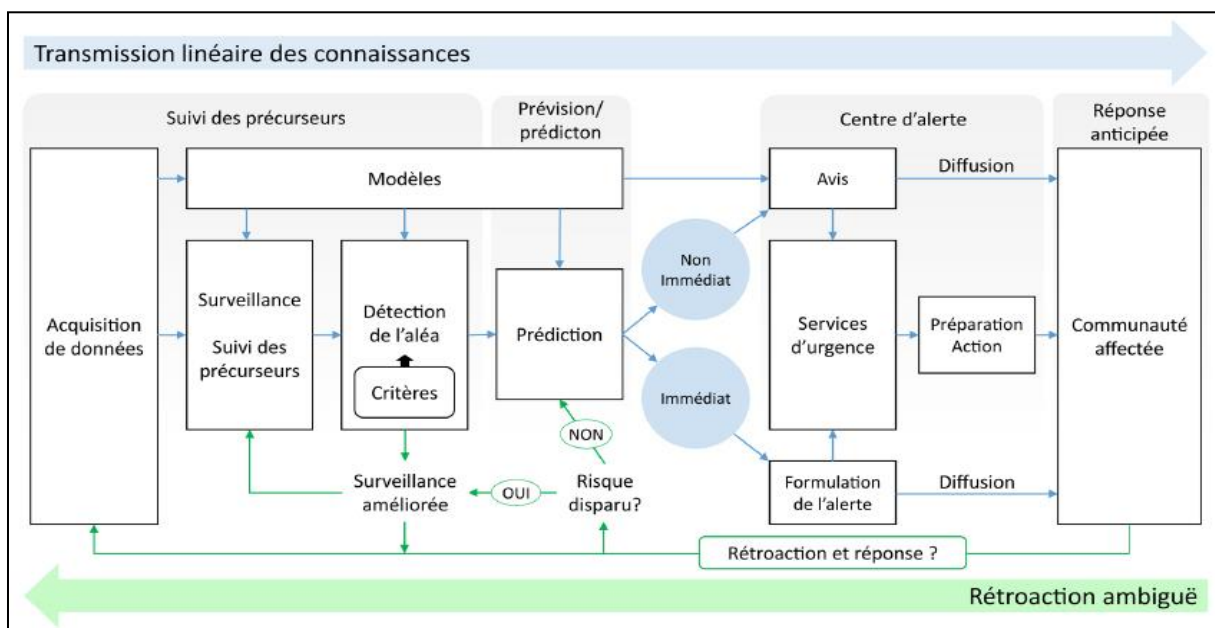 Transmission linéaire des connaissances
Suivi des précurseurs
Prévision/
prédicton
Centre d'alerte
Réponse
anticipée
Modèles
Avis
Diffusion
Acquisition
de données
Surveillance
Suivi des
précurseurs
Détection
de l'aléa
Critères
Prédiction
Non
Immédiat
Immédiat
Services
d'urgence
Préparation
Action
Communauté
affectée
NON
Surveillance
améliorée
OUI
Risque
disparu?
Formulation
de l'alerte
Diffusion
Rétroaction et réponse ?
Rétroaction ambiguë